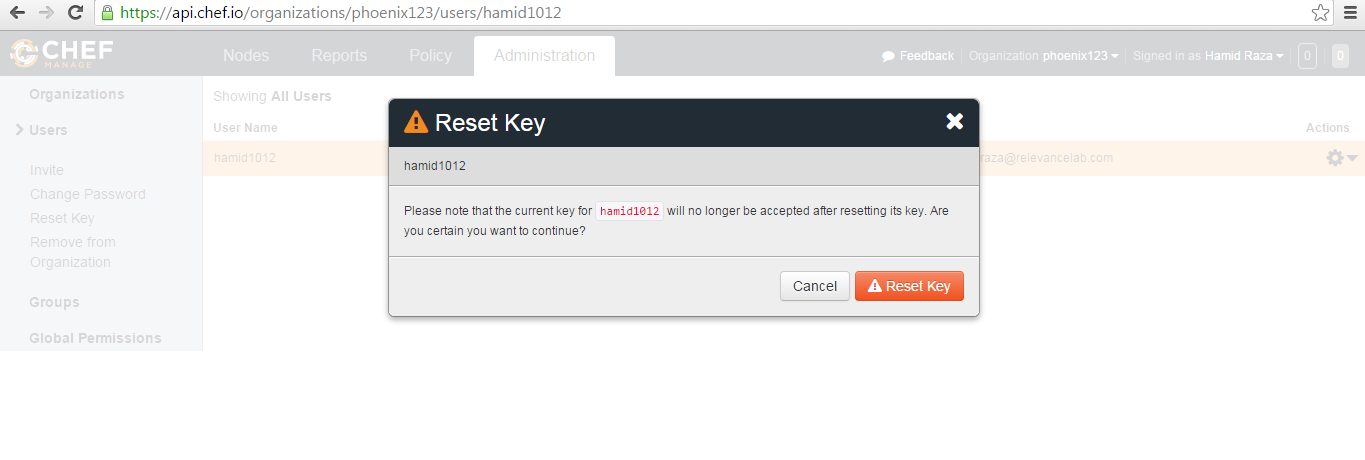 https://api.chef.io/organizations/phoenix123/users/hamid1012
CHEF
MANAGE
Nodes Reports Policy Administration
Feedback Organization phoenix123 Signed in as Hamid Raza 0 0
Organizations
Users
Invite
Change Password
Reset Key
Remove from
Organization
Groups
Global Permissions
Showing All Users
User Name Actions
hamid1012 raza@relevancelab.com
Reset Key
hamid1012
Please note that the current key for hamid1012 will no longer be accepted after resetting its key. Are
you certain you want to continue?
Cancel Reset Key